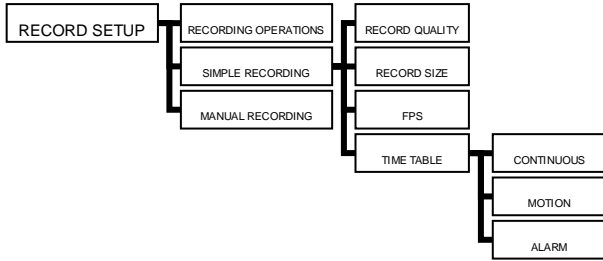 RECORD SETUP
RECORDING OPERATIONS
RECORD QUALITY
SIMPLE RECORDING
RECORD SIZE
MANUAL RECORDING
FPS
TIME TABLE
CONTINUOUS
MOTION
ALARM